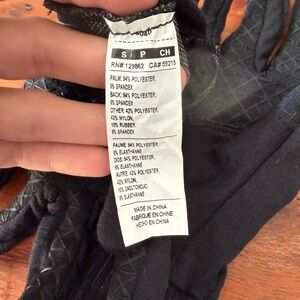 S P CH
RN# 129862 CA# 55215
PALM: 94% POLYESTER,
6% SPANDEX
BACK: 94% POLYESTER,
6% SPANDEX
OTHER: 42% POLYESTER,
42% NYLON,
10% RUBBER
6% SPANDEX
PAUME: 94% POLYESTER,
6% ELASTHANNE
DOS: 94% POLYESTER,
6% ELASTHANNE
AUTRE: 42% POLYESTER,
42% NYLON,
10% CAOUTCHOUC,
6% ELASTHANNE
MADE IN CHINA
FABRIQUÉ EN CHINE
HECHO EN CHINA